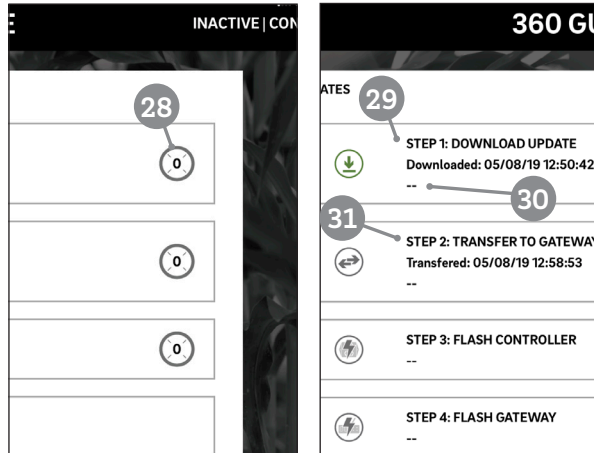 E
INACTIVE | CON
28
0
0
0
360 GU
ATES
29
STEP 1: DOWNLOAD UPDATE
Downloaded: 05/08/19 12:50:42
--
30
31
STEP 2: TRANSFER TO GATEWAY
Transfered: 05/08/19 12:58:53
--
STEP 3: FLASH CONTROLLER
--
STEP 4: FLASH GATEWAY
--